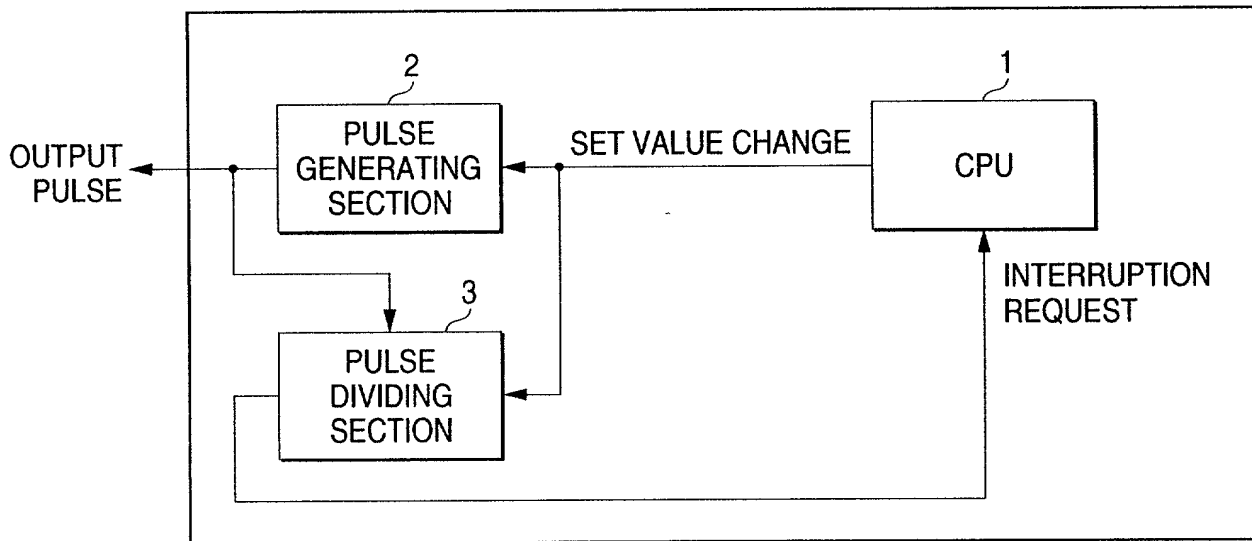 2
1
PULSE
GENERATING
SECTION
SET VALUE CHANGE
CPU
OUTPUT
PULSE
INTERRUPTION
REQUEST
3
PULSE
DIVIDING
SECTION